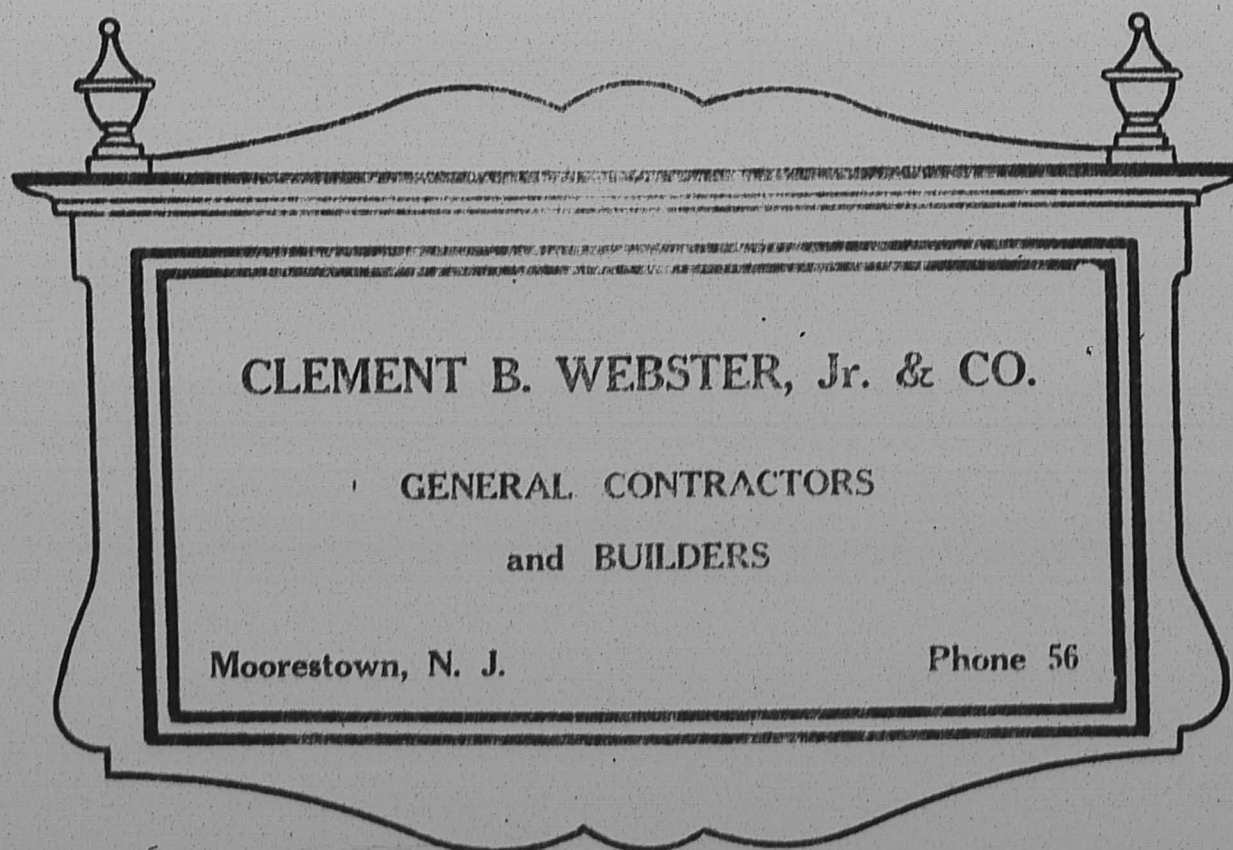 CLEMENT B. WEBSTER, Jr. & CO.
GENERAL CONTRACTORS
and BUILDERS
Moorestown, N. J. Phone 56